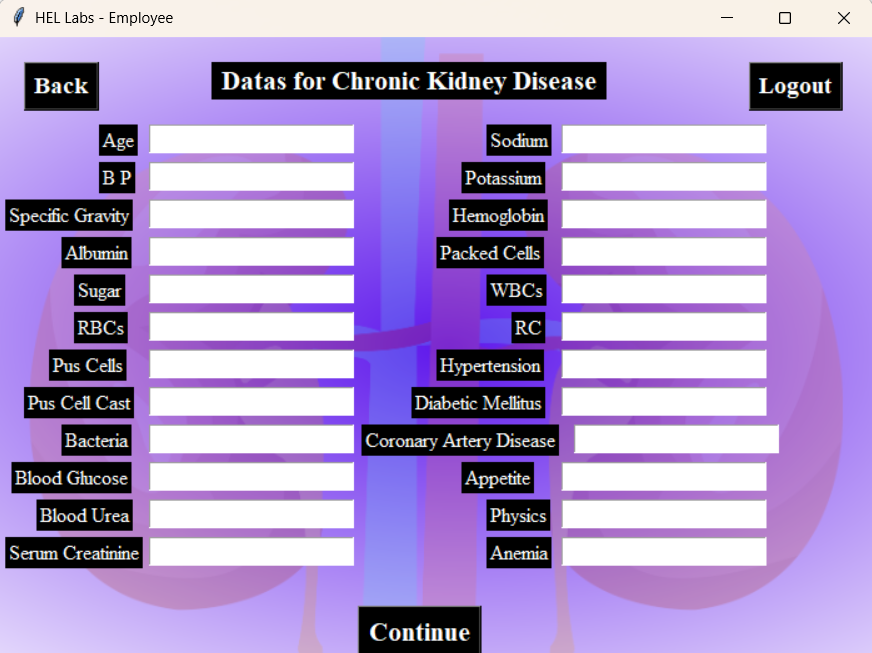 HEL Labs - Employee
Back
Datas for Chronic Kidney Disease
Logout
Age
Sodium
B P
Potassium
Specific Gravity
Hemoglobin
Albumin
Packed Cells
Sugar
WBCs
RBCs
RC
Pus Cells
Hypertension
Pus Cell Cast
Diabetic Mellitus
Bacteria
Coronary Artery Disease
Blood Glucose
Appetite
Blood Urea
Physics
Serum Creatinine
Anemia
Continue